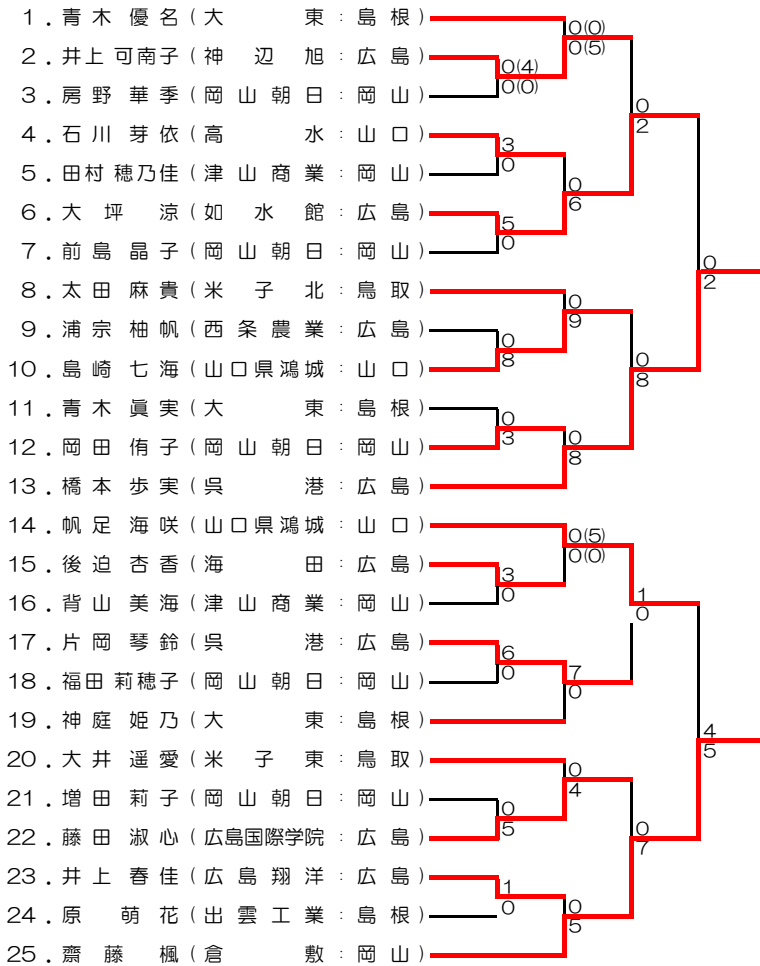 1．青木 優名(大 東：島根)
0(0)
0(5)
2．井上 可南子(神 辺 旭：広島)
0(4)
0(0)
3．房野 華季(岡山朝日：岡山)
0
2
4．石川 芽依(高 水：山口)
3
0
5．田村 穂乃佳(津山商業：岡山)
0
6
6．大坪 涼(如 水 館：広島)
5
0
7．前島 晶子(岡山朝日：岡山)
0
2
8．太田 麻貴(米 子 北：鳥取)
0
9
9．浦宗 柚帆(西条農業：広島)
0
8
10．島崎 七海(山口県鴻城：山口)
0
8
11．青木 眞実(大 東：島根)
0
3
12．岡田 侑子(岡山朝日：岡山)
0
8
13．橋本 歩実(呉 港：広島)
14．帆足 海咲(山口県鴻城：山口)
0(5)
0(0)
15．後迫 杏香(海 田：広島)
3
0
16．背山 美海(津山商業：岡山)
1
0
17．片岡 琴鈴(呉 港：広島)
6
0
18．福田 莉穂子(岡山朝日：岡山)
7
0
19．神庭 姫乃(大 東：島根)
4
5
20．大井 遥愛(米 子 東：鳥取)
0
4
21．増田 莉子(岡山朝日：岡山)
0
5
22．藤田 淑心(広島国際学院：広島)
0
7
23．井上 春佳(広島翔洋：広島)
1
0
24．原 萌花(出雲工業：島根)
0
5
25．齋藤 楓(倉 敷：岡山)